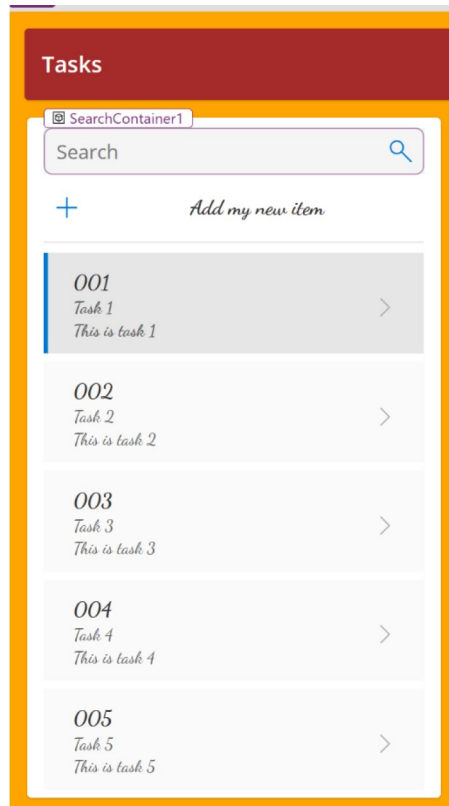 Tasks
SearchContainer1
Search
Add my new item
001
Task 1
This is task 1
002
Task 2
This is task 2
003
Task 3
This is task 3
004
Task 4
This is task 4
005
Task 5
This is task 5